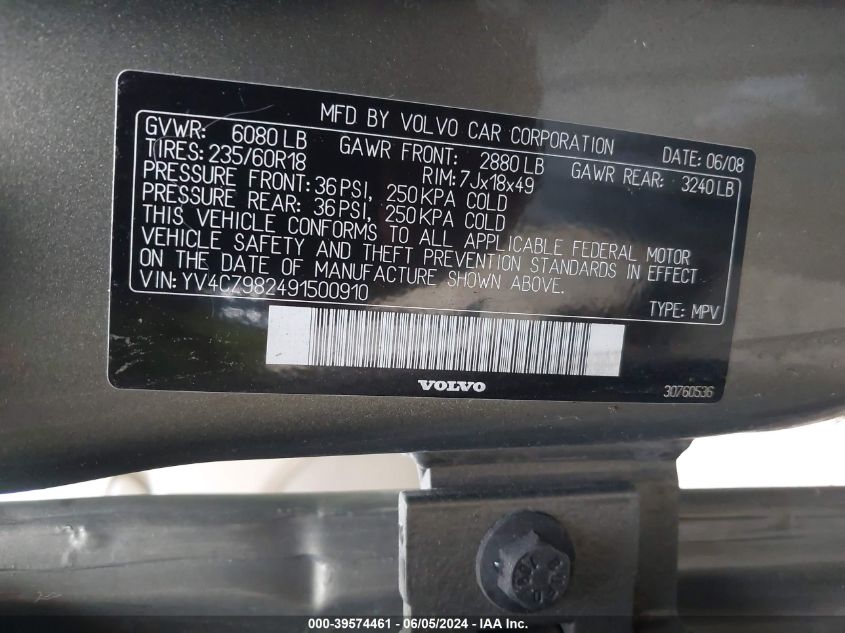 MFD BY VOLVO CAR CORPORATION
GVWR: 6080 LB GAWR FRONT: 2880 LB GAWR REAR: 3240 LB DATE: 06/08
TIRES: 235/60R18 RIM: 7Jx18x49
PRESSURE FRONT: 36 PSI, 250 KPA COLD
PRESSURE REAR: 36 PSI, 250 KPA COLD
THIS VEHICLE CONFORMS TO ALL APPLICABLE FEDERAL MOTOR
VEHICLE SAFETY AND THEFT PREVENTION STANDARDS IN EFFECT
ON THE DATE OF MANUFACTURE SHOWN ABOVE.
VIN: YV4CZ982491500910
TYPE: MPV
VOLVO
30760536
000-39574461 - 06/05/2024 - IAA Inc.